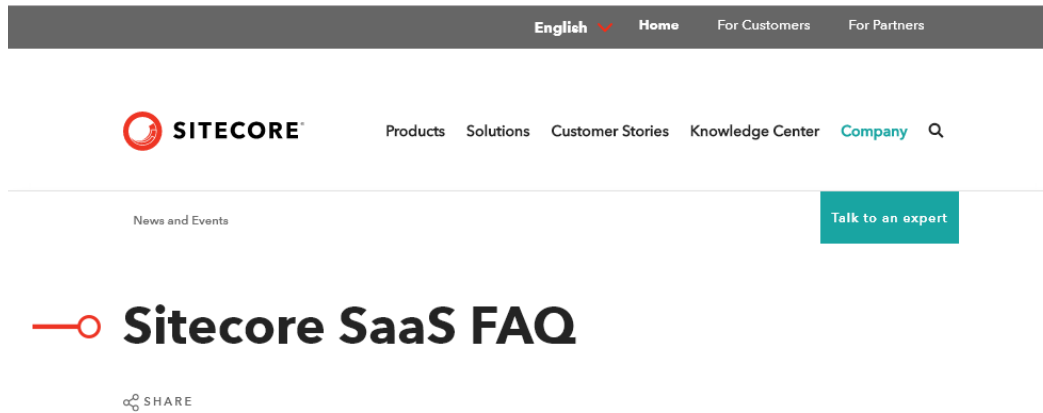 English Home For Customers For Partners
SITECORE Products Solutions Customer Stories Knowledge Center Company
News and Events Talk to an expert
Sitecore SaaS FAQ
SHARE